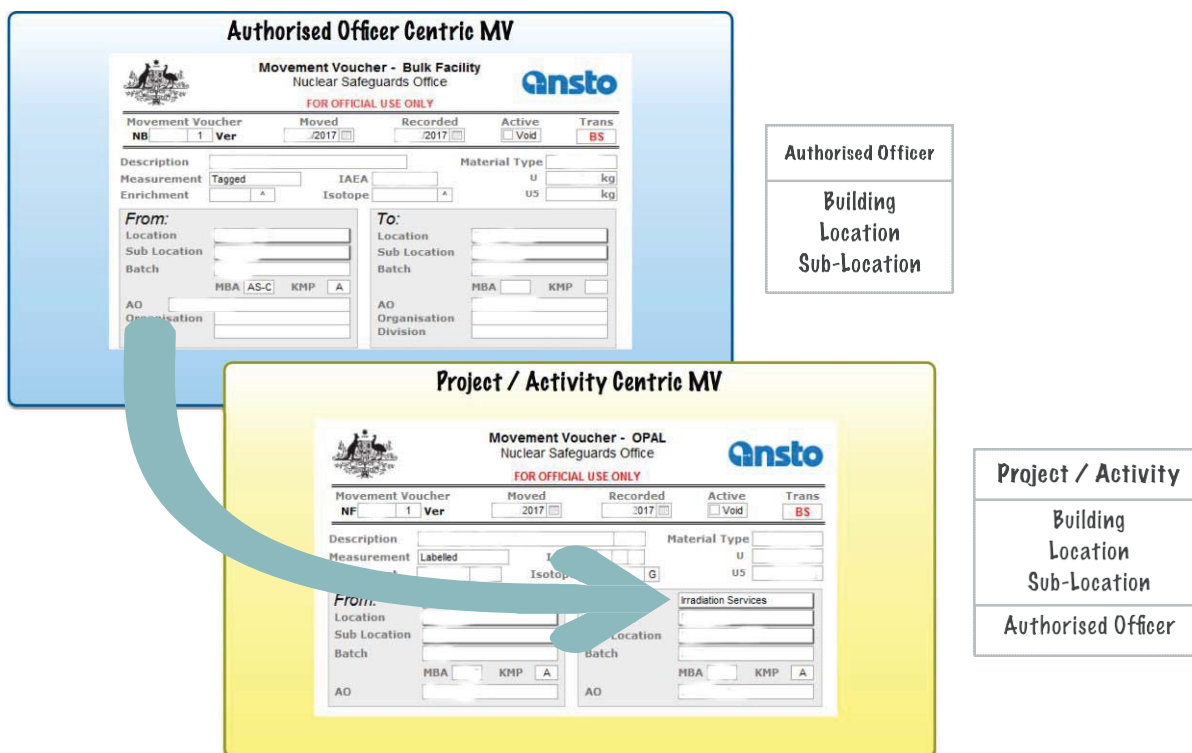 Authorised Officer Centric MV
Movement Voucher - Bulk Facility
Nuclear Safeguards Office
ansto
FOR OFFICIAL USE ONLY
Movement Voucher Moved Recorded Active Trans
NB 1 Ver /2017 /2017 Void BS
Description Material Type
Measurement Tagged IAEA U kg
Enrichment A Isotope A U5 kg
From: To:
Location Location
Sub Location Sub Location
Batch Batch
MBA AS-C KMP A MBA KMP
AO AO
Organisation Organisation
Division
Authorised Officer
Building
Location
Sub-Location
Project / Activity Centric MV
Movement Voucher - OPAL
Nuclear Safeguards Office
ansto
FOR OFFICIAL USE ONLY
Movement Voucher Moved Recorded Active Trans
NF 1 Ver 2017 2017 Void BS
Description Material Type
Measurement Labelled U
Isotope G U5
From: Irradiation Services
Location
Sub Location Location
Batch Batch
MBA KMP A MBA KMP A
AO AO
Project / Activity
Building
Location
Sub-Location
Authorised Officer